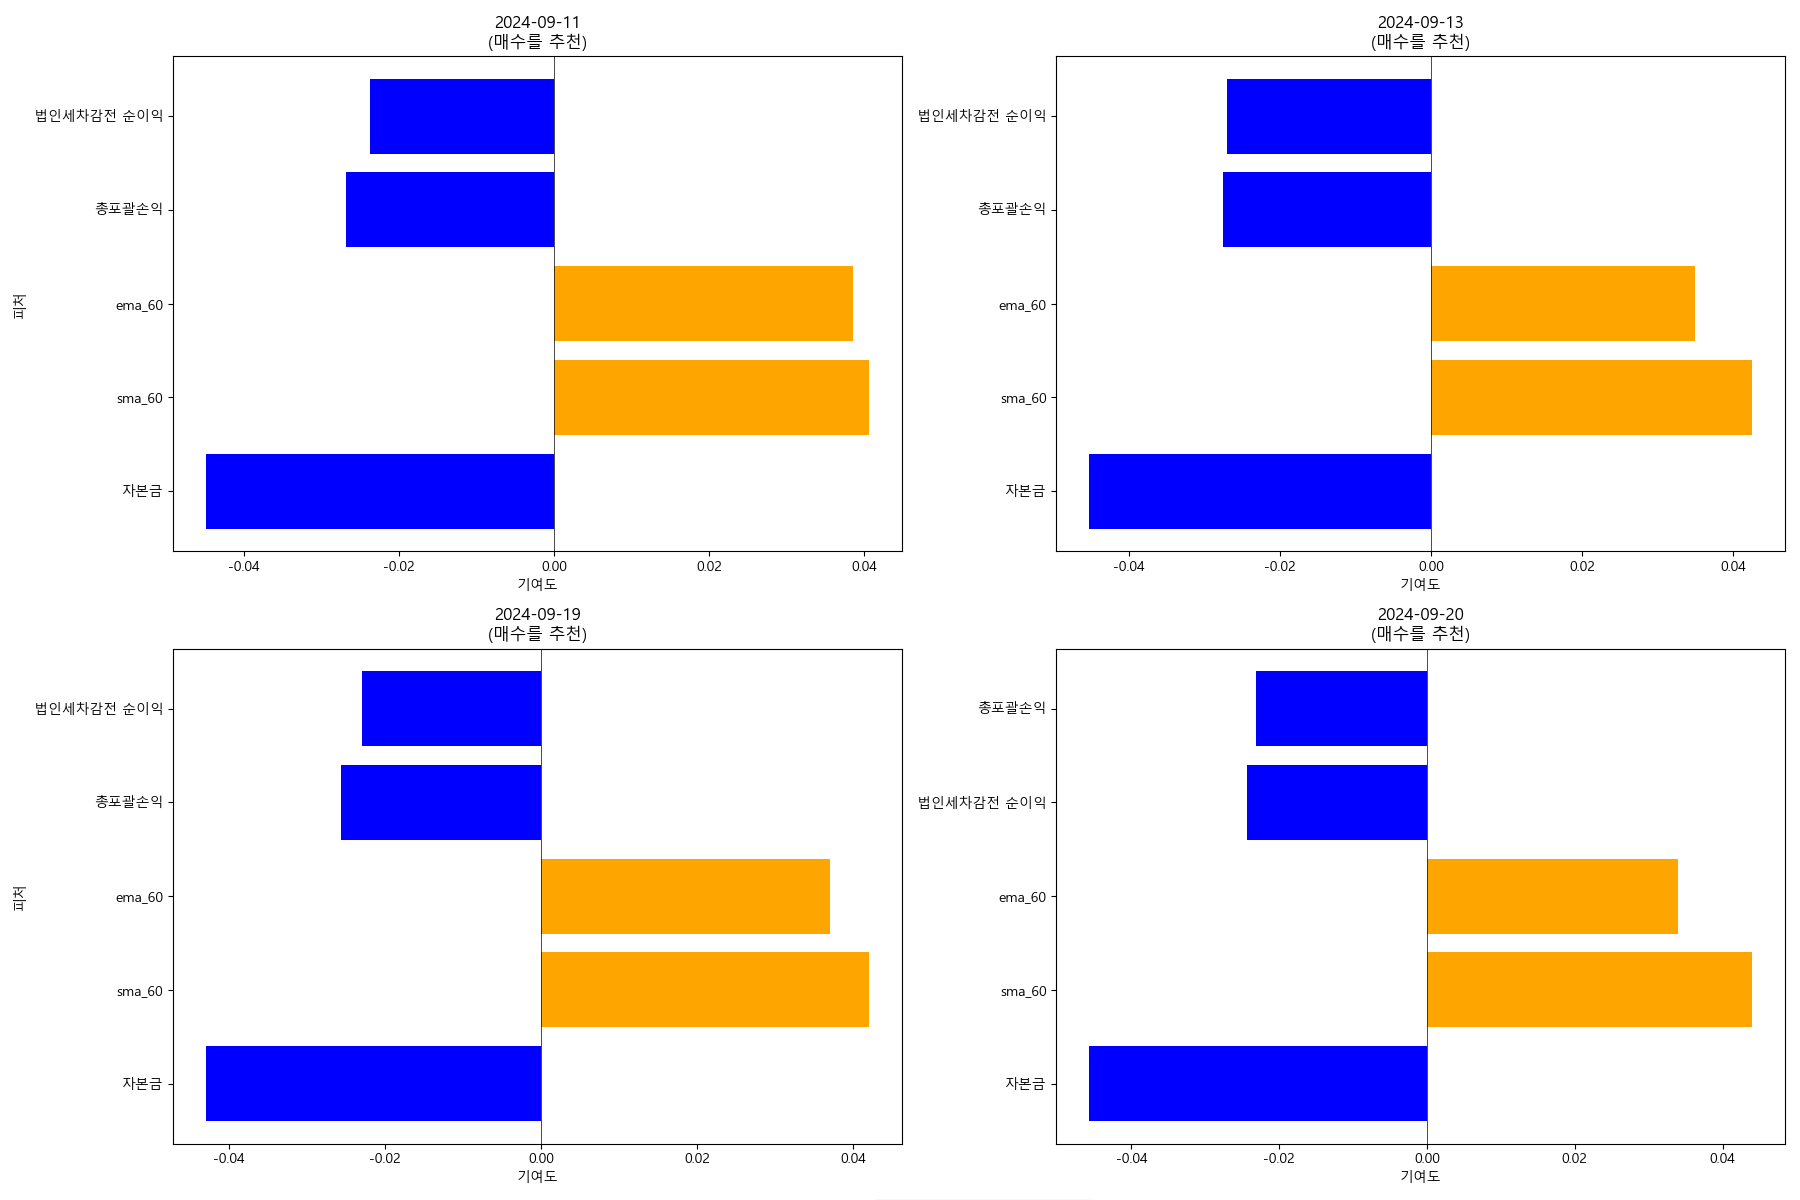 2024-09-11
(매수를 추천)
피처
법인세차감전 순이익
총포괄손익
ema_60
sma_60
자본금
-0.04 -0.02 0.00 0.02 0.04
기여도
2024-09-13
(매수를 추천)
법인세차감전 순이익
총포괄손익
ema_60
sma_60
자본금
-0.04 -0.02 0.00 0.02 0.04
기여도
2024-09-19
(매수를 추천)
피처
법인세차감전 순이익
총포괄손익
ema_60
sma_60
자본금
-0.04 -0.02 0.00 0.02 0.04
기여도
2024-09-20
(매수를 추천)
총포괄손익
법인세차감전 순이익
ema_60
sma_60
자본금
-0.04 -0.02 0.00 0.02 0.04
기여도